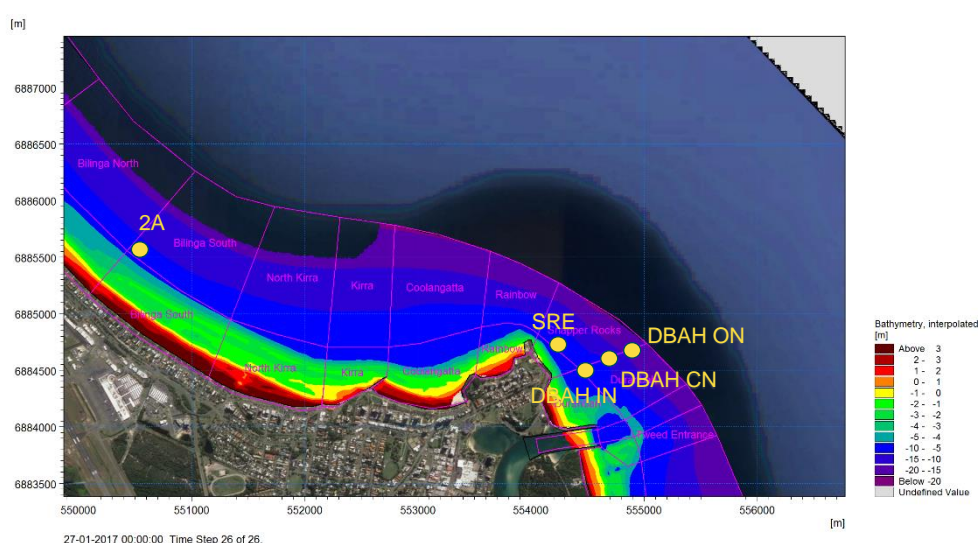 [m]
6887000
6886500
6886000
6885500
6885000
6884500
6884000
6883500
Bilinga North
2A
Bilinga South
North Kirra
Kirra
Coolangatta
Rainbow
SRE
Snapper Rocks
DBAH ON
Bilinga South
Rainbow
North Kirra
Kirra
Coolangatta
DBAH CN
DBAH IN
Tweed Entrance
550000
551000
552000
553000
554000
555000
556000
[m]
27-01-2017 00:00:00 Time Step 26 of 26.
Bathymetry, interpolated
[m]
Above 3
2 - 3
1 - 2
0 - 1
-1 - 0
-2 - -1
-3 - -2
-4 - -3
-5 - -4
-10 - -5
-15 - -10
-20 - -15
Below -20
Undefined Value